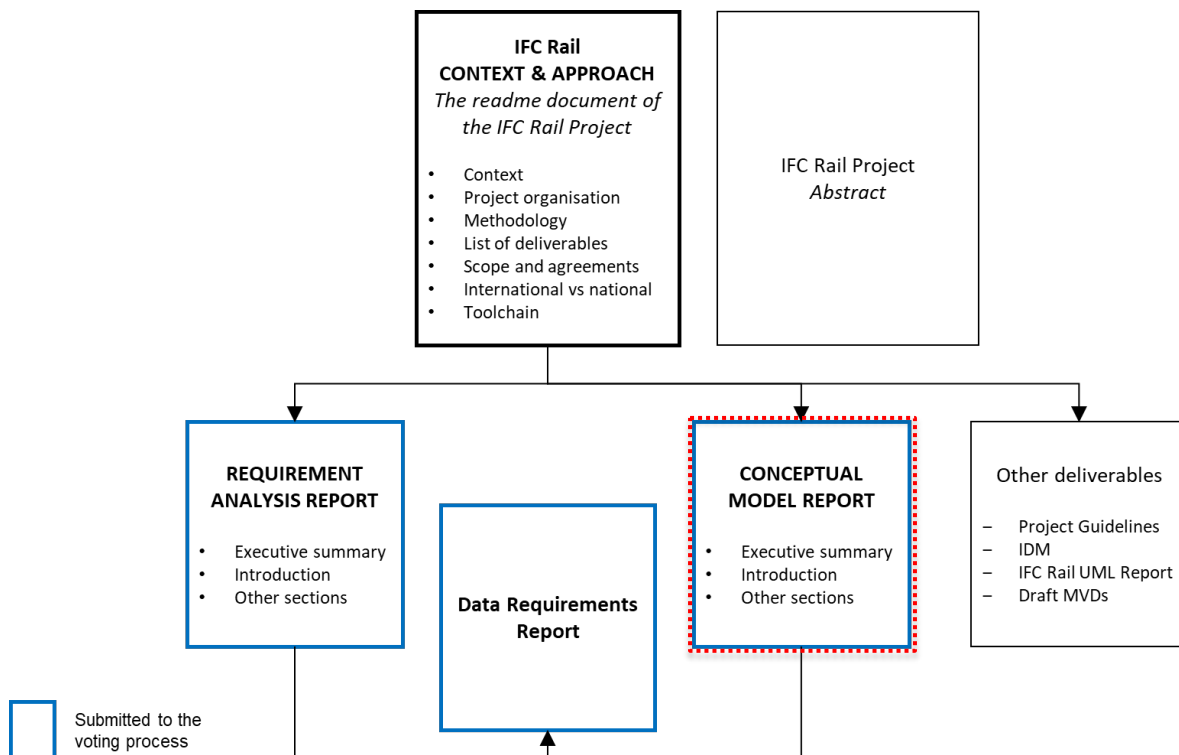 IFC Rail
CONTEXT & APPROACH
The readme document of
the IFC Rail Project
• Context
• Project organisation
• Methodology
• List of deliverables
• Scope and agreements
• International vs national
• Toolchain
IFC Rail Project
Abstract
REQUIREMENT
ANALYSIS REPORT
• Executive summary
• Introduction
• Other sections
Data Requirements
Report
CONCEPTUAL
MODEL REPORT
• Executive summary
• Introduction
• Other sections
Other deliverables
– Project Guidelines
– IDM
– IFC Rail UML Report
– Draft MVDs
Submitted to the
voting process